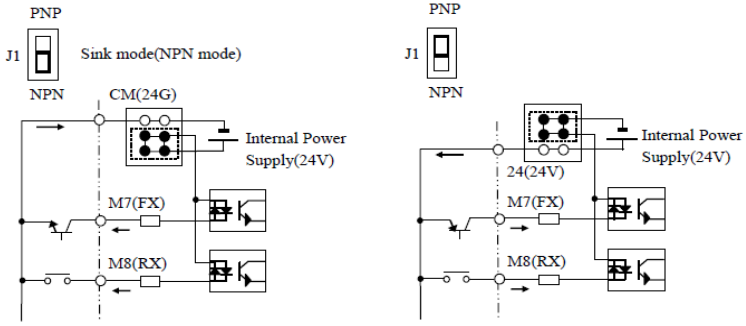 PNP
J1
Sink mode(NPN mode)
NPN
CM(24G)
Internal Power
Supply(24V)
M7(FX)
M8(RX)
PNP
J1
NPN
Internal Power
Supply(24V)
24(24V)
M7(FX)
M8(RX)